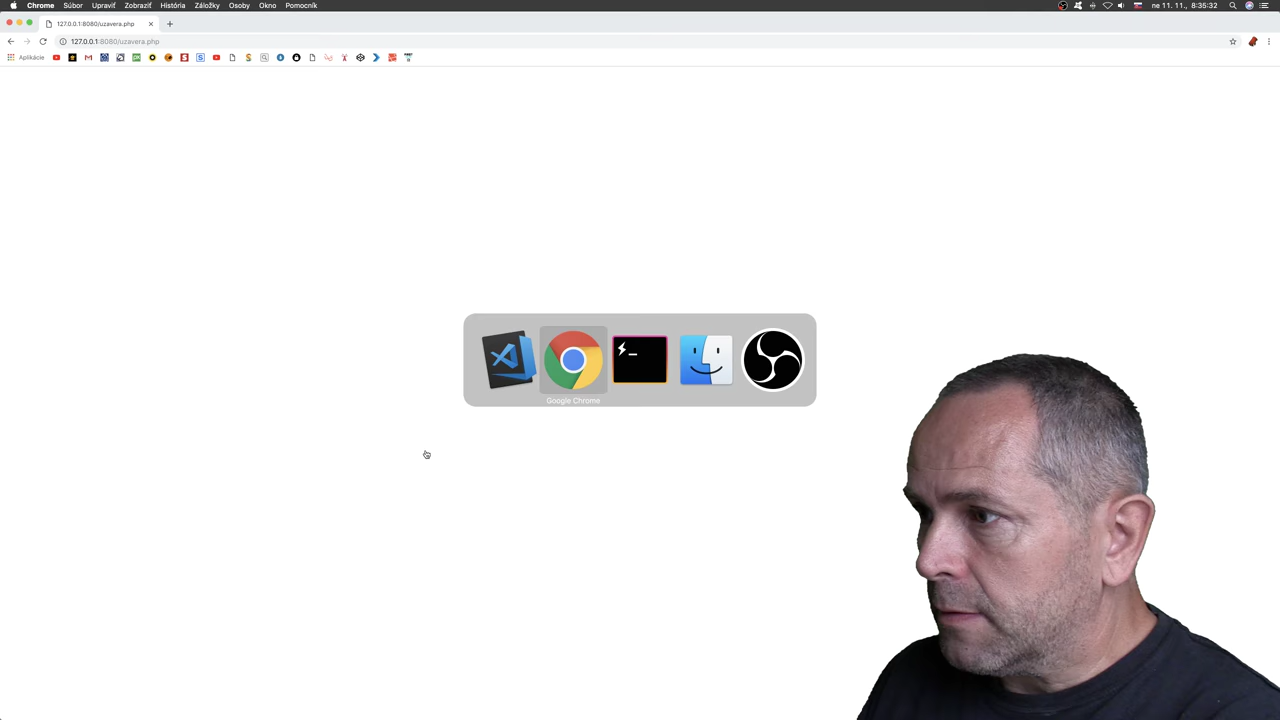 Chrome Súbor Upraviť Zobraziť História Záložky Osoby Okno Pomocník ne 11. 11., 8:35:32
127.0.0.1:8080/uzavera.php
127.0.0.1:8080/uzavera.php
Aplikácie
Google Chrome